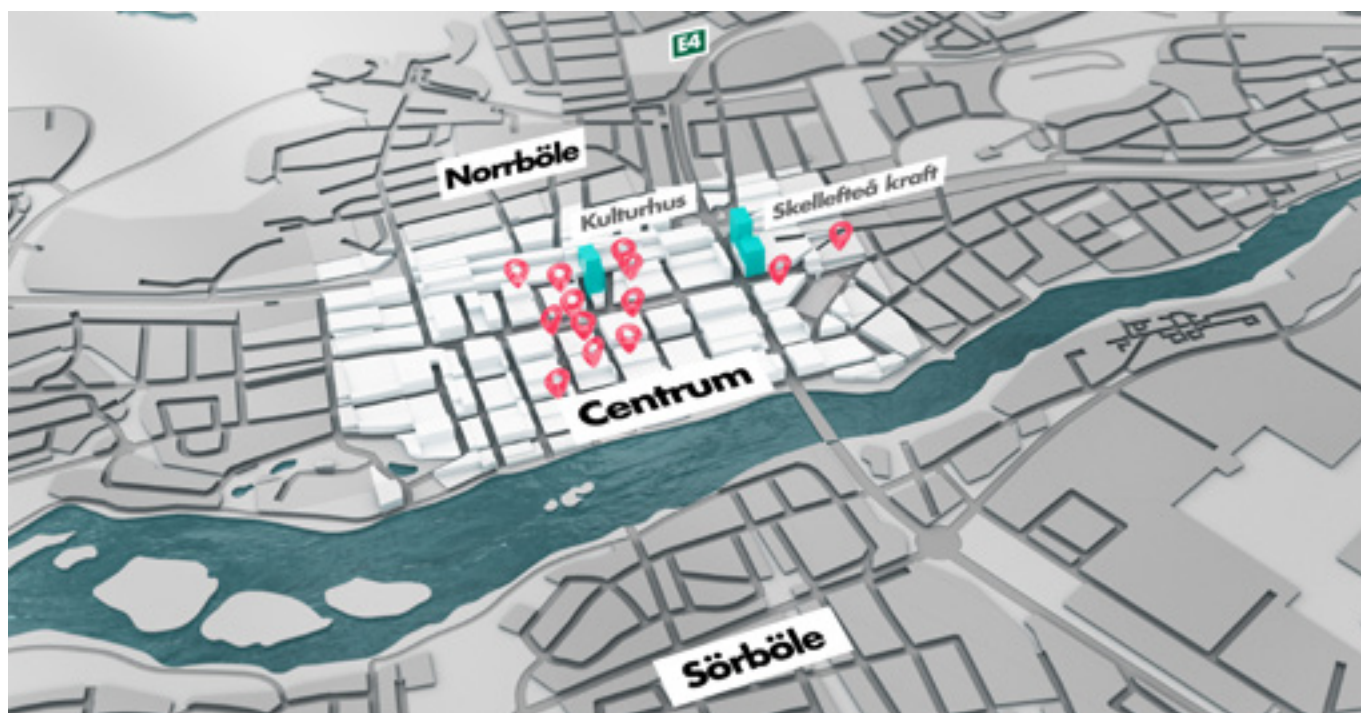 E4
Norrböle
Kulturhus
Skellefteå kraft
Centrum
Sörböle